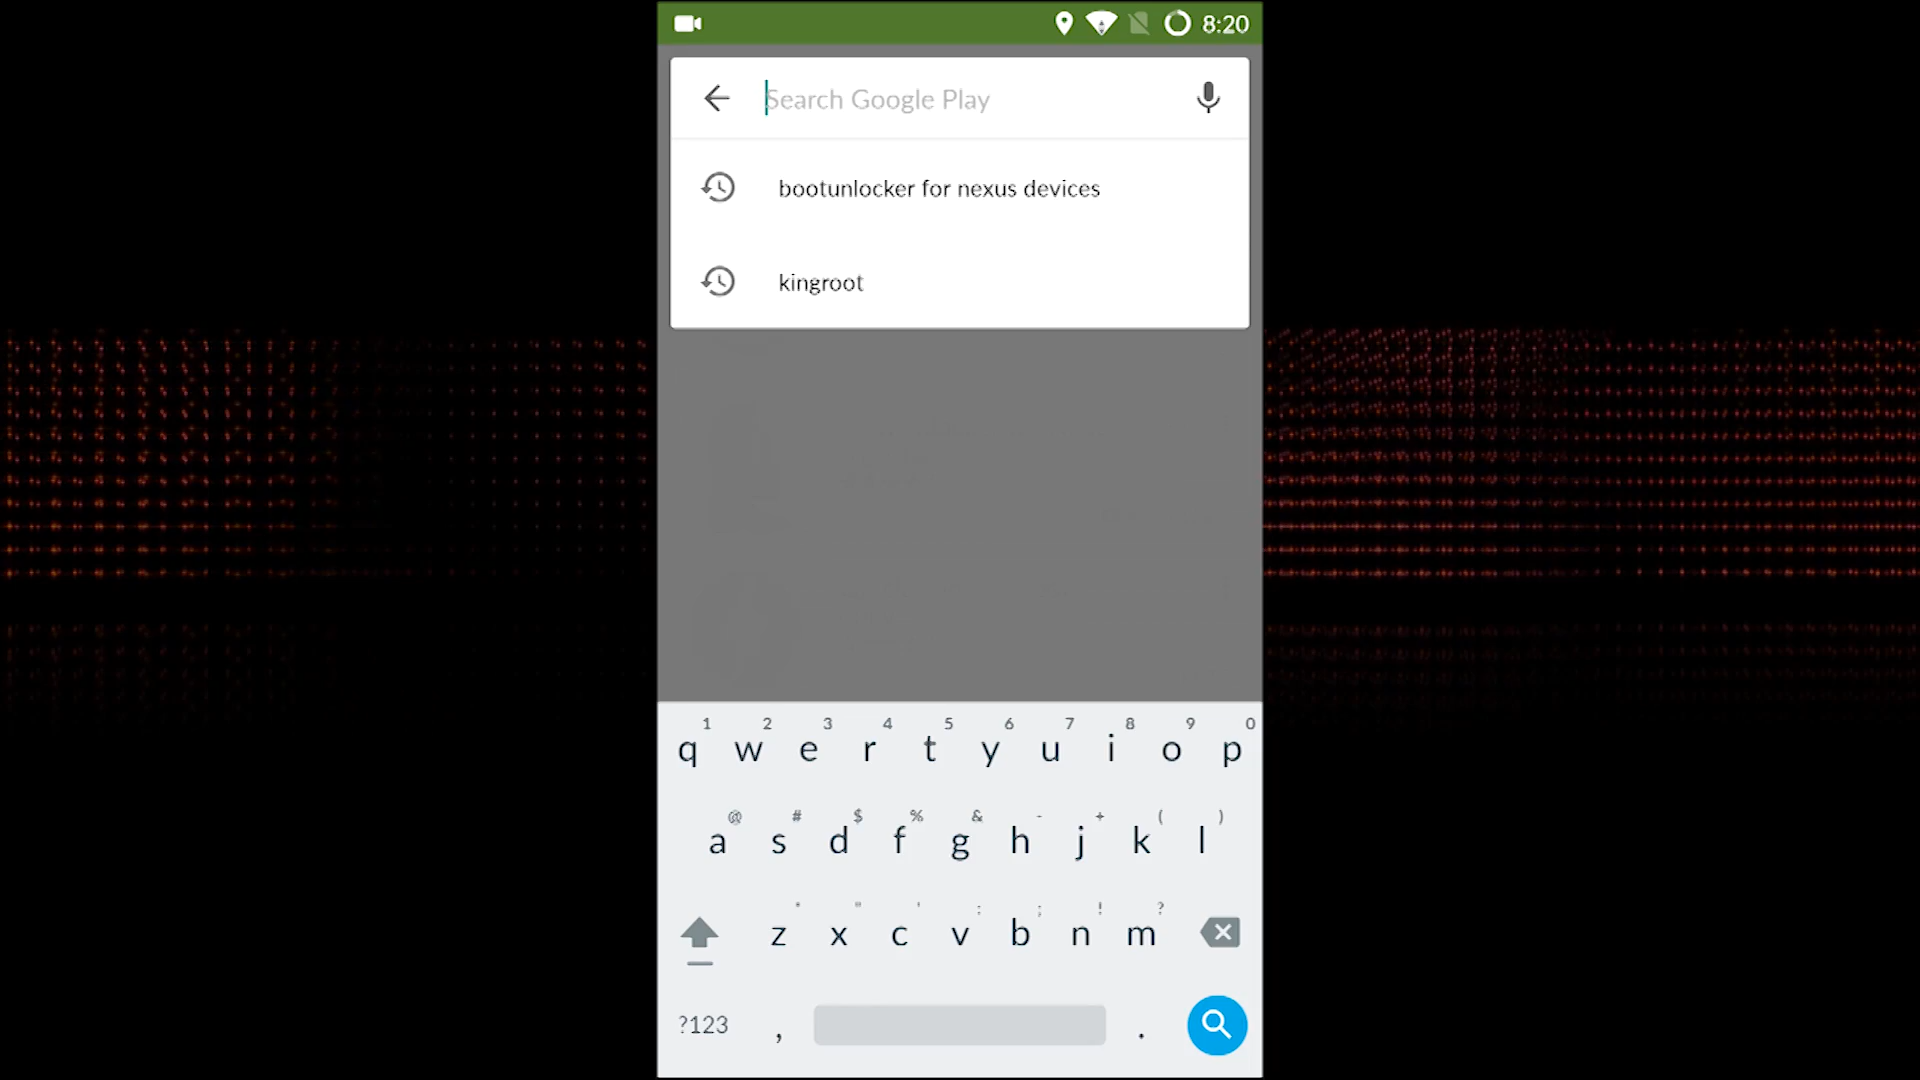 8:20
Search Google Play
bootunlocker for nexus devices
kingroot
1 2 3 4 5 6 7 8 9 0
q w e r t y u i o p
@ # $ % & - + ( )
a s d f g h j k l
* " ' : ; ! ?
z x c v b n m
?123 , .